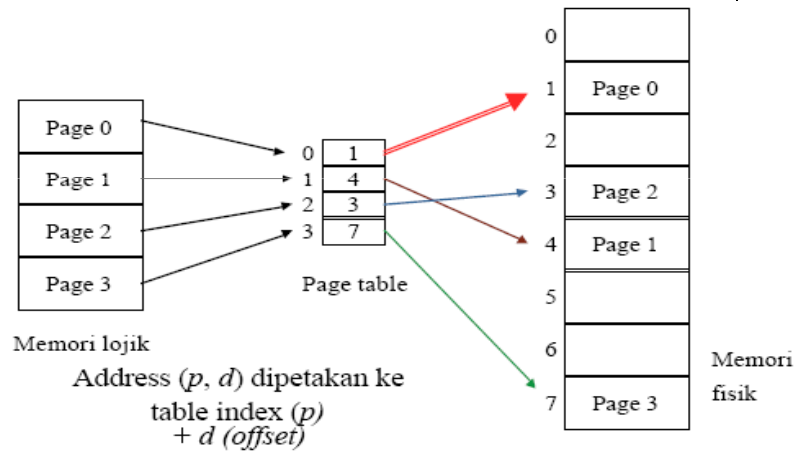 Page 0
Page 1
Page 2
Page 3
Memori lojik
0 1
1 4
2 3
3 7
Page table
0
1 Page 0
2
3 Page 2
4 Page 1
5
6
7 Page 3
Memori
fisik
Address (p, d) dipetakan ke
table index (p)
+ d (offset)